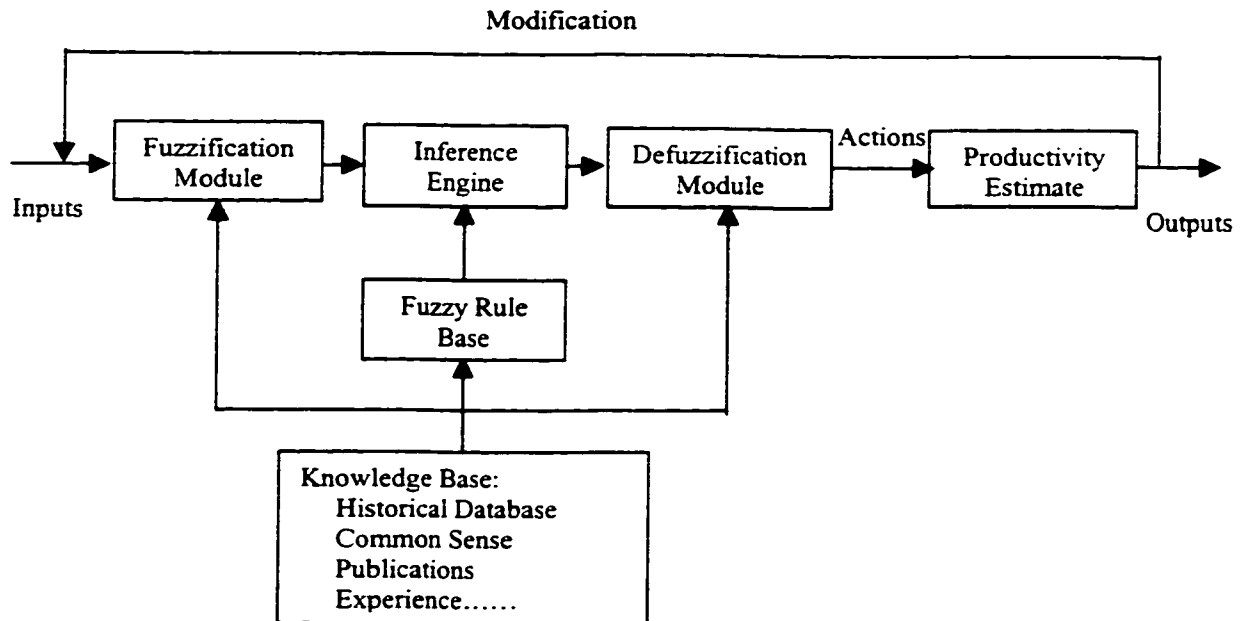 Modification
Fuzzification
Module
Inference
Engine
Defuzzification
Module
Actions
Productivity
Estimate
Inputs
Outputs
Fuzzy Rule
Base
Knowledge Base:
Historical Database
Common Sense
Publications
Experience......